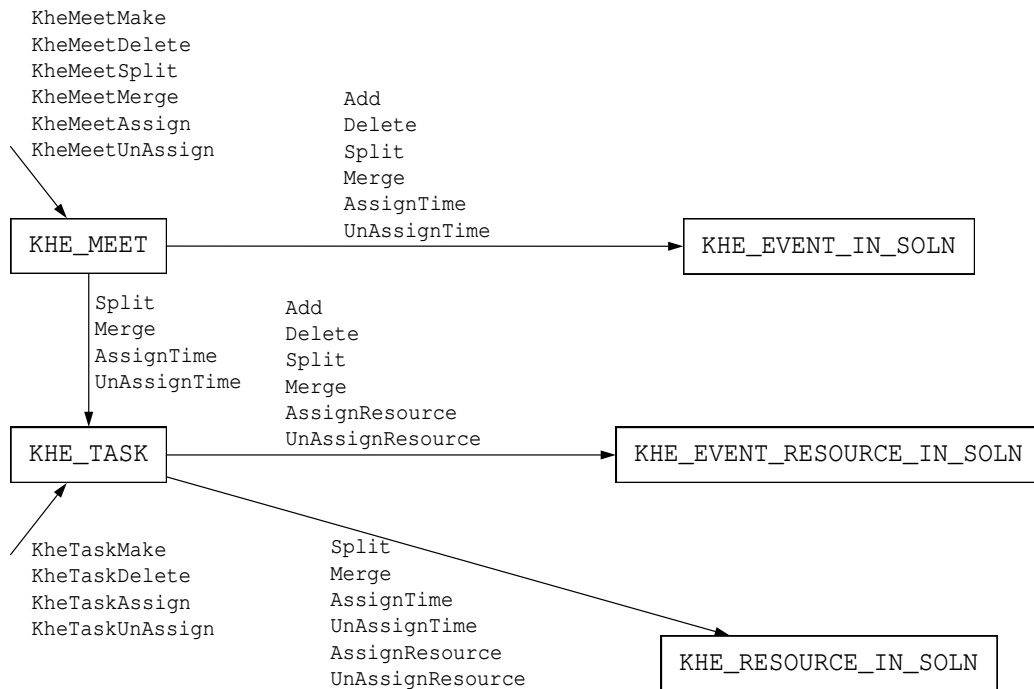 KheMeetMake
KheMeetDelete
KheMeetSplit
KheMeetMerge
KheMeetAssign
KheMeetUnAssign
Add
Delete
Split
Merge
AssignTime
UnAssignTime
KHE_MEET
KHE_EVENT_IN_SOLN
Split
Merge
AssignTime
UnAssignTime
Add
Delete
Split
Merge
AssignResource
UnAssignResource
KHE_TASK
KHE_EVENT_RESOURCE_IN_SOLN
KheTaskMake
KheTaskDelete
KheTaskAssign
KheTaskUnAssign
Split
Merge
AssignTime
UnAssignTime
AssignResource
UnAssignResource
KHE_RESOURCE_IN_SOLN